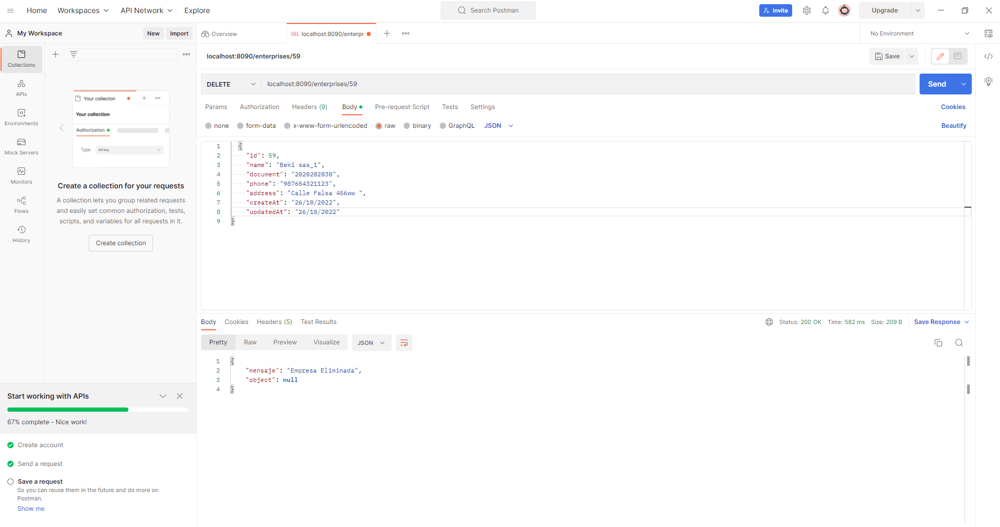 Home Workspaces API Network Explore Search Postman Invite Upgrade
My Workspace New Import Overview DEL localhost:8090/enterpr No Environment
localhost:8090/enterprises/59 Save
Collections
APIs
Environments
Mock Servers
Monitors
Flows
History
Your collecton
Your collection
Authorization
Type API Key
Create a collection for your requests
A collection lets you group related requests
and easily set common authorization, tests,
scripts, and variables for all requests in it.
Create collection
DELETE localhost:8090/enterprises/59 Send
Params Authorization Headers (9) Body Pre-request Script Tests Settings Cookies
none form-data x-www-form-urlencoded raw binary GraphQL JSON Beautify
1 {
2 "id": 59,
3 "name": "Beki sas_1",
4 "document": "2020202030",
5 "phone": "987654321123",
6 "address": "Calle Falsa 456ww ",
7 "createAt": "26/10/2022",
8 "updatedAt": "26/10/2022"
9 }
Body Cookies Headers (5) Test Results Status: 200 OK Time: 582 ms Size: 209 B Save Response
Pretty Raw Preview Visualize JSON
1 {
2 "mensaje": "Empresa Eliminada",
3 "object": null
4 }
Start working with APIs
67% complete - Nice work!
Create account
Send a request
Save a request
So you can reuse them in the future and do more on
Postman.
Show me